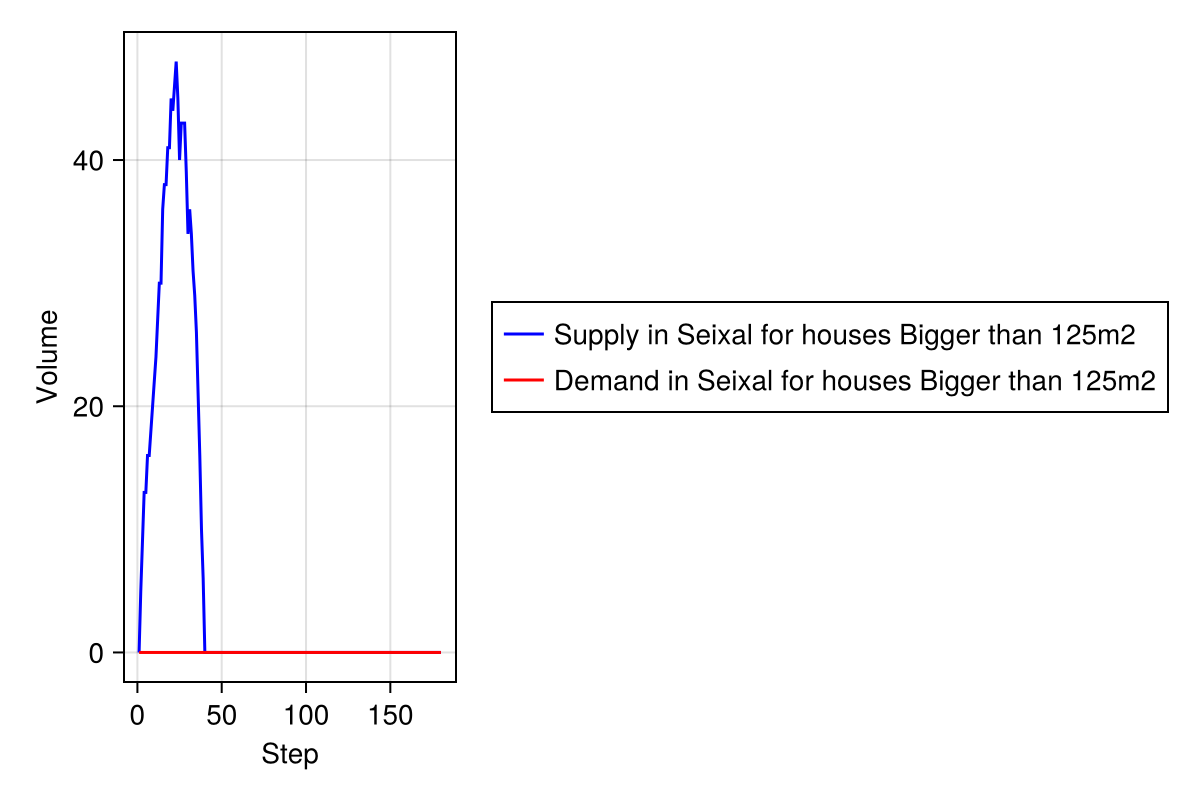 Volume
40
20
0
0 50 100 150
Step
Supply in Seixal for houses Bigger than 125m2
Demand in Seixal for houses Bigger than 125m2